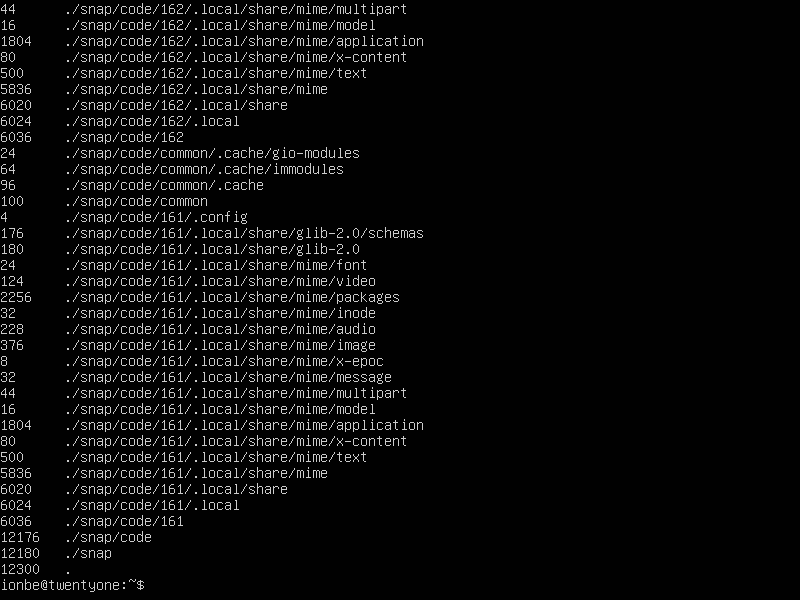 44      ./snap/code/162/.local/share/mime/multipart
16      ./snap/code/162/.local/share/mime/model
1804    ./snap/code/162/.local/share/mime/application
80      ./snap/code/162/.local/share/mime/x-content
500     ./snap/code/162/.local/share/mime/text
5836    ./snap/code/162/.local/share/mime
6020    ./snap/code/162/.local/share
6024    ./snap/code/162/.local
6036    ./snap/code/162
24      ./snap/code/common/.cache/gio-modules
64      ./snap/code/common/.cache/immodules
96      ./snap/code/common/.cache
100     ./snap/code/common
4       ./snap/code/161/.config
176     ./snap/code/161/.local/share/glib-2.0/schemas
180     ./snap/code/161/.local/share/glib-2.0
24      ./snap/code/161/.local/share/mime/font
124     ./snap/code/161/.local/share/mime/video
2256    ./snap/code/161/.local/share/mime/packages
32      ./snap/code/161/.local/share/mime/inode
228     ./snap/code/161/.local/share/mime/audio
376     ./snap/code/161/.local/share/mime/image
8       ./snap/code/161/.local/share/mime/x-epoc
32      ./snap/code/161/.local/share/mime/message
44      ./snap/code/161/.local/share/mime/multipart
16      ./snap/code/161/.local/share/mime/model
1804    ./snap/code/161/.local/share/mime/application
80      ./snap/code/161/.local/share/mime/x-content
500     ./snap/code/161/.local/share/mime/text
5836    ./snap/code/161/.local/share/mime
6020    ./snap/code/161/.local/share
6024    ./snap/code/161/.local
6036    ./snap/code/161
12176   ./snap/code
12180   ./snap
12300   .
ionbe@twentyone:~$